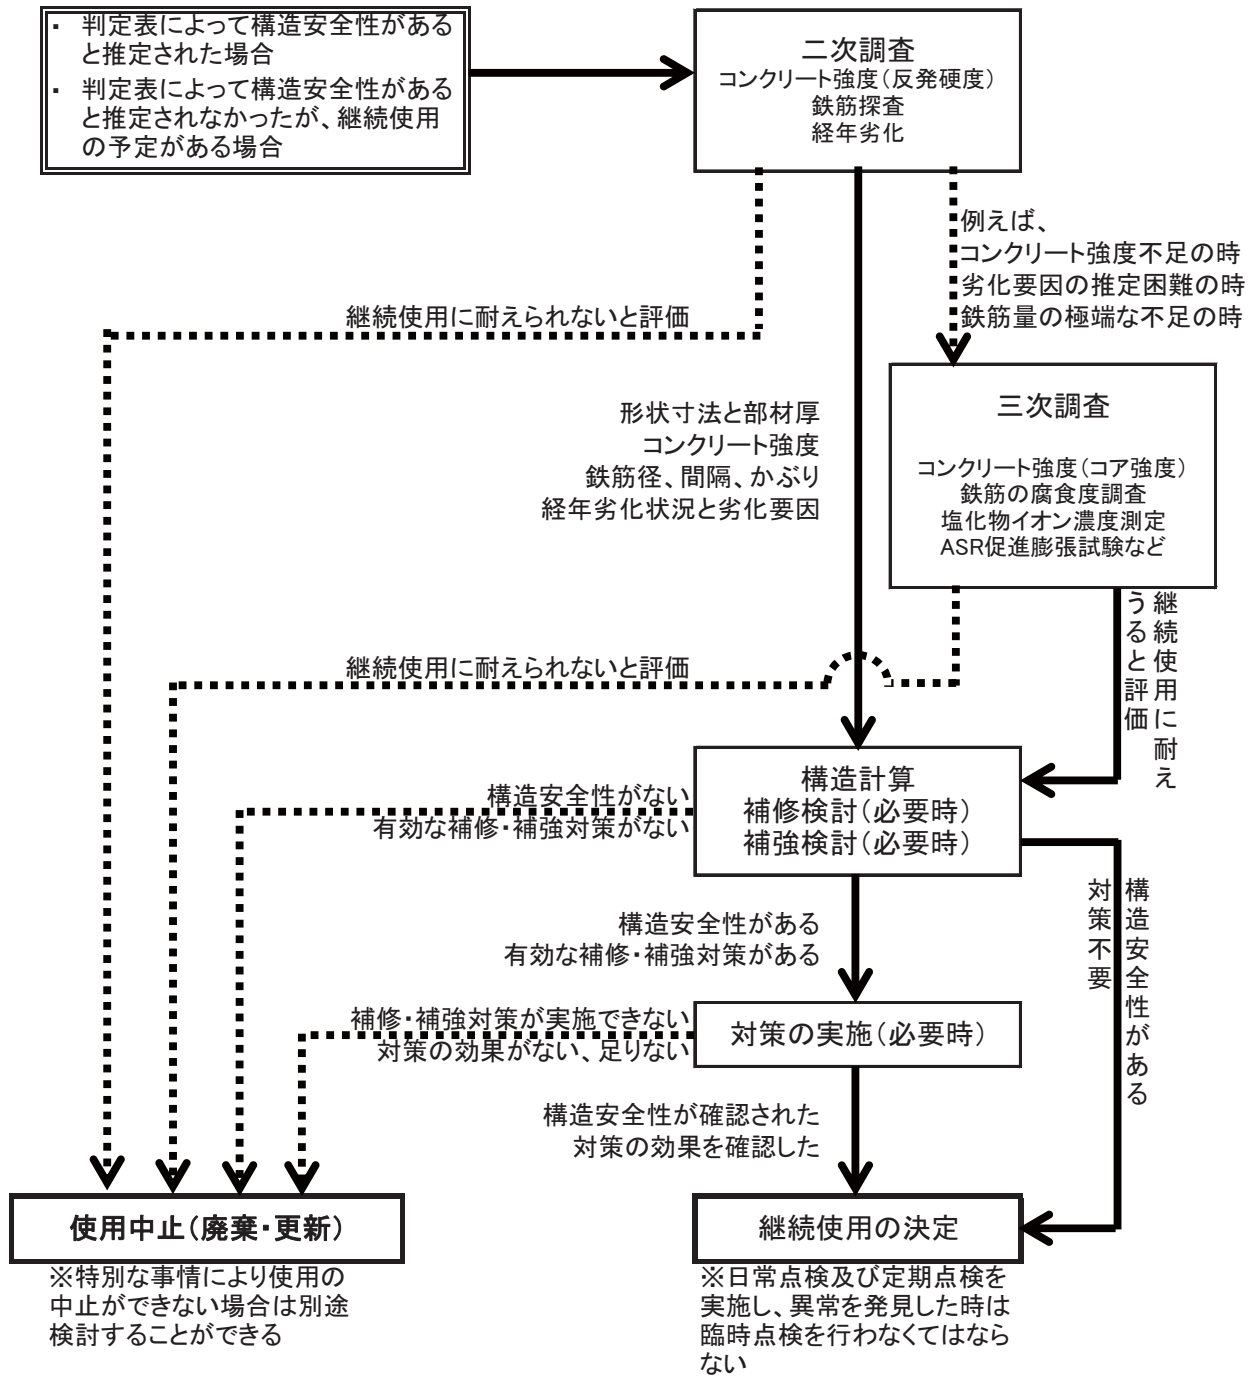 ・ 判定表によって構造安全性がある
と推定された場合
・ 判定表によって構造安全性がある
と推定されなかったが、継続使用
の予定がある場合
二次調査
コンクリート強度(反発硬度)
鉄筋探査
経年劣化
例えば、
コンクリート強度不足の時
劣化要因の推定困難の時
鉄筋量の極端な不足の時
継続使用に耐えられないと評価
形状寸法と部材厚
コンクリート強度
鉄筋径、間隔、かぶり
経年劣化状況と劣化要因
三次調査
コンクリート強度(コア強度)
鉄筋の腐食度調査
塩化物イオン濃度測定
ASR促進膨張試験など
継続使用に耐え
うると評価
継続使用に耐えられないと評価
構造計算
補修検討(必要時)
補強検討(必要時)
構造安全性がない
有効な補修・補強対策がない
構造安全性がある
対策不要
構造安全性がある
有効な補修・補強対策がある
補修・補強対策が実施できない
対策の効果がない、足りない
対策の実施(必要時)
構造安全性が確認された
対策の効果を確認した
使用中止(廃棄・更新)
※特別な事情により使用の
中止ができない場合は別途
検討することができる
継続使用の決定
※日常点検及び定期点検を
実施し、異常を発見した時は
臨時点検を行わなくてはなら
ない